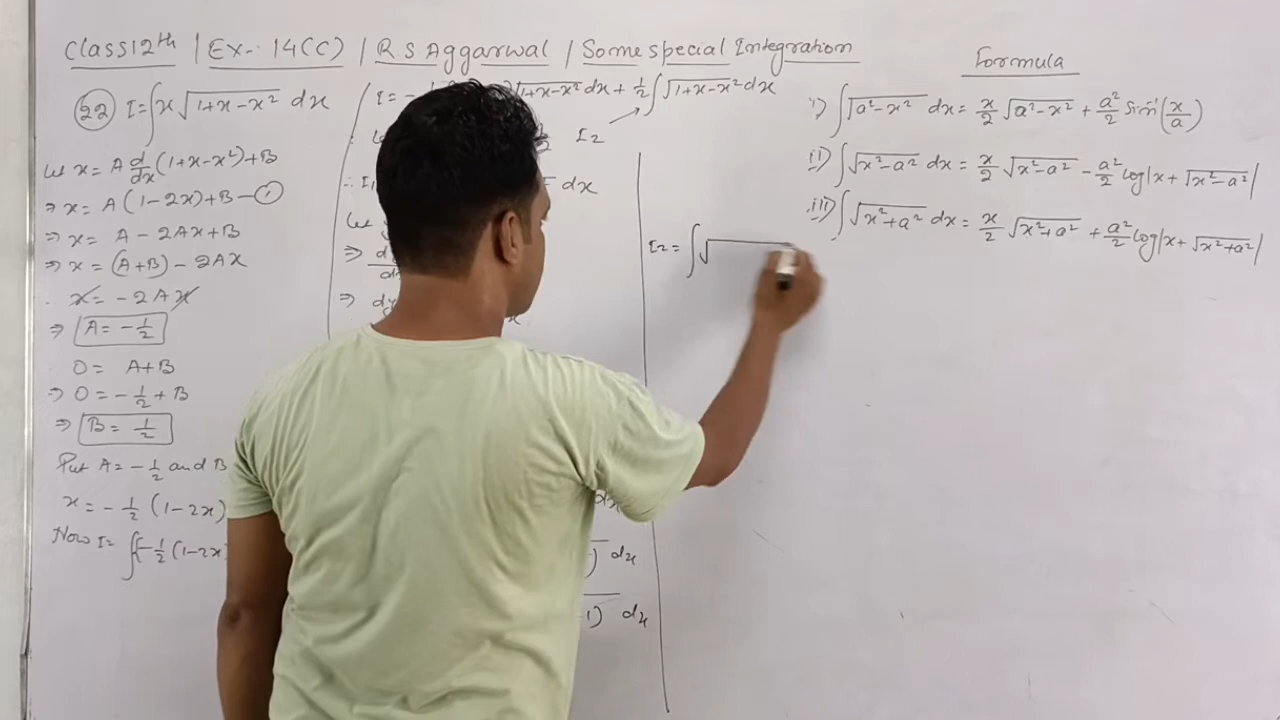 Class 12th | Ex-. 14(C) | R S Aggarwal | Some special Integration
(22) I = ∫x√(1+x-x²) dx
let x = A d/dx (1+x-x²)+B
⇒ x = A(1-2x)+B —①
⇒ x = A - 2Ax+B
⇒ x = (A+B) - 2Ax
x = -2Ax
⇒ A = -1/2
0 = A+B
⇒ 0 = -1/2 + B
⇒ B = 1/2
Put A = -1/2 and B
x = -1/2 (1-2x)
Now I = ∫{-1/2 (1-2x)
I = - √(1+x-x²) dx + 1/2 ∫√(1+x-x²) dx
I₂
∴ I₁ dx
let
⇒ d
⇒ dy x
dx
) dx
1) dx
I₂ = ∫√
Formula
i) ∫√(a²-x²) dx = x/2 √(a²-x²) + a²/2 sin⁻¹(x/a)
ii) ∫√(x²-a²) dx = x/2 √(x²-a²) - a²/2 log|x + √(x²-a²)|
iii) ∫√(x²+a²) dx = x/2 √(x²+a²) + a²/2 log|x + √(x²+a²)|